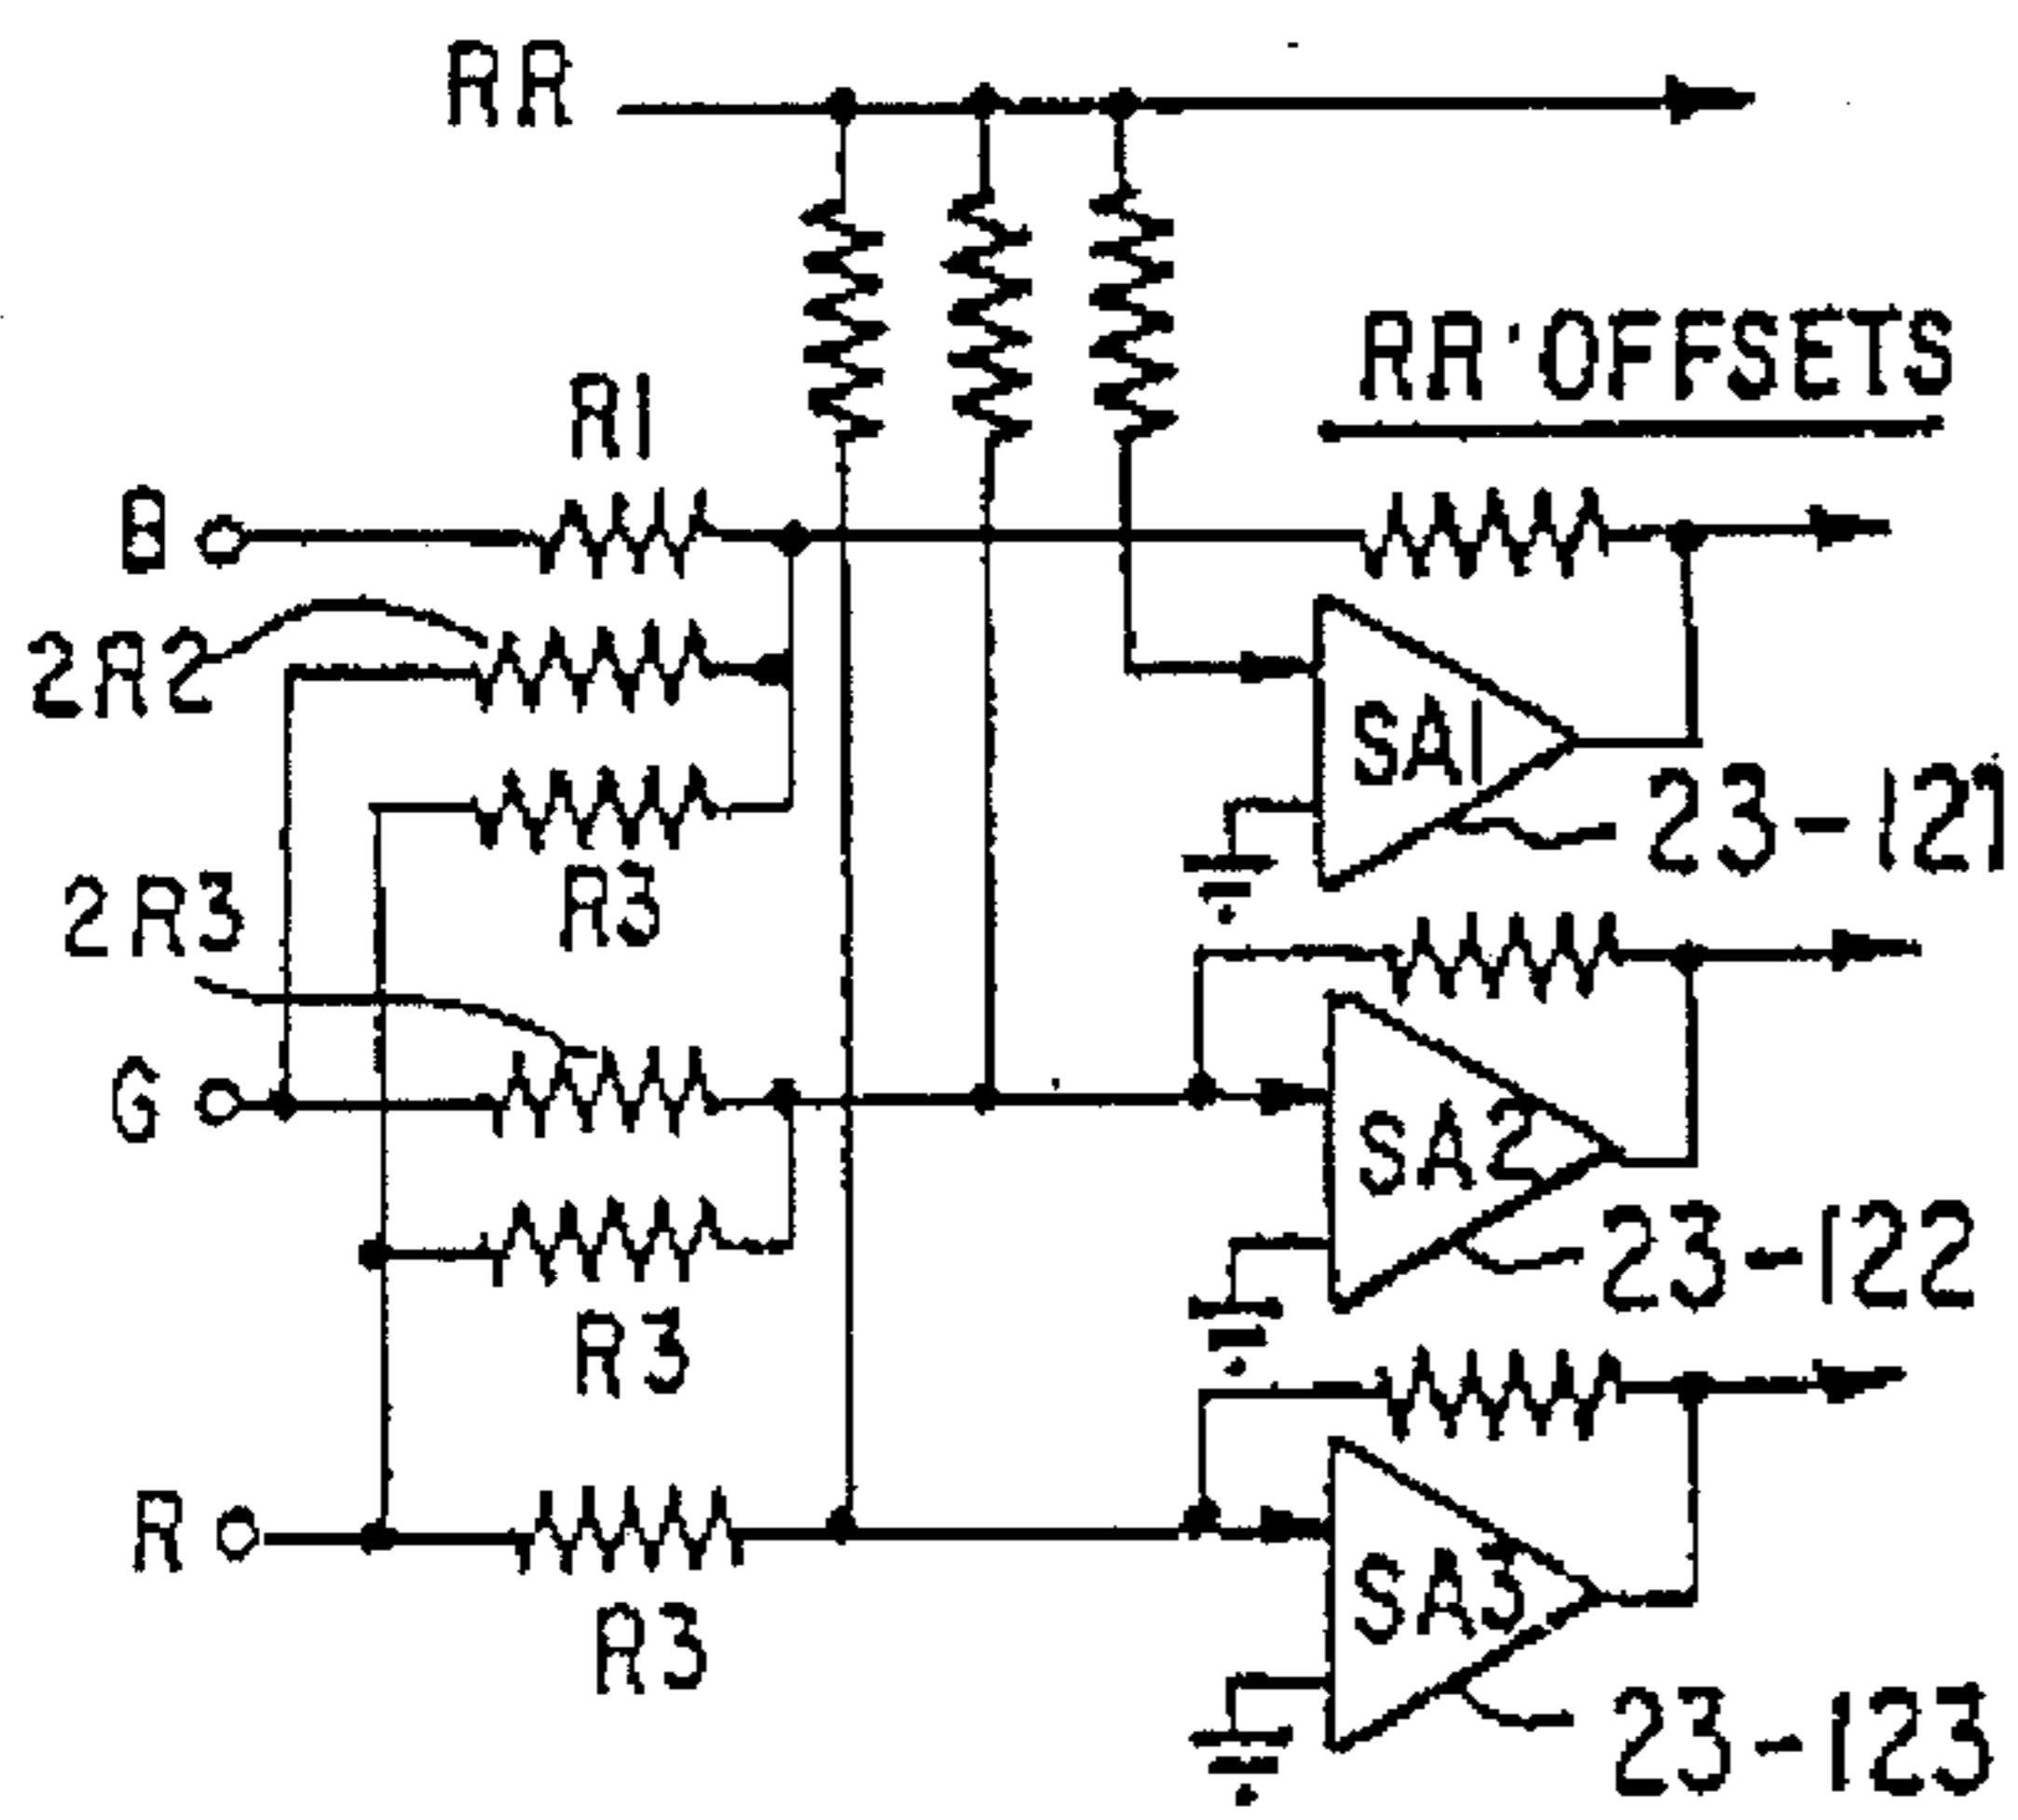 RR
RR OFFSETS
R1
B
2R2
SA1
23-121
R3
2R3
G
SA2
23-122
R3
R
SA3
23-123
R3